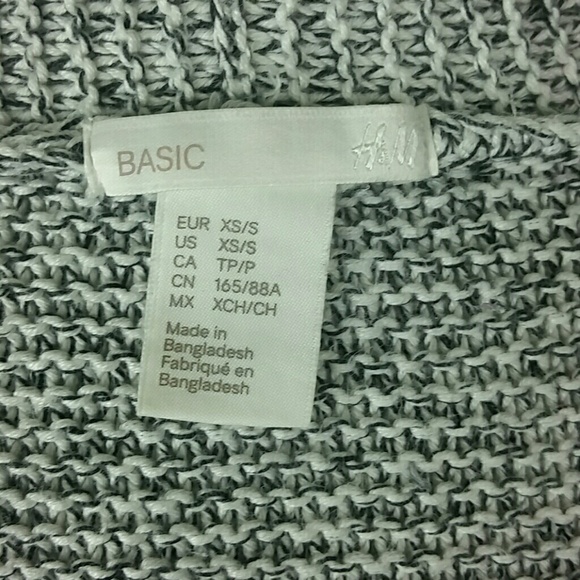 BASIC H&M
EUR XS/S
US XS/S
CA TP/P
CN 165/88A
MX XCH/CH
Made in
Bangladesh
Fabriqué en
Bangladesh